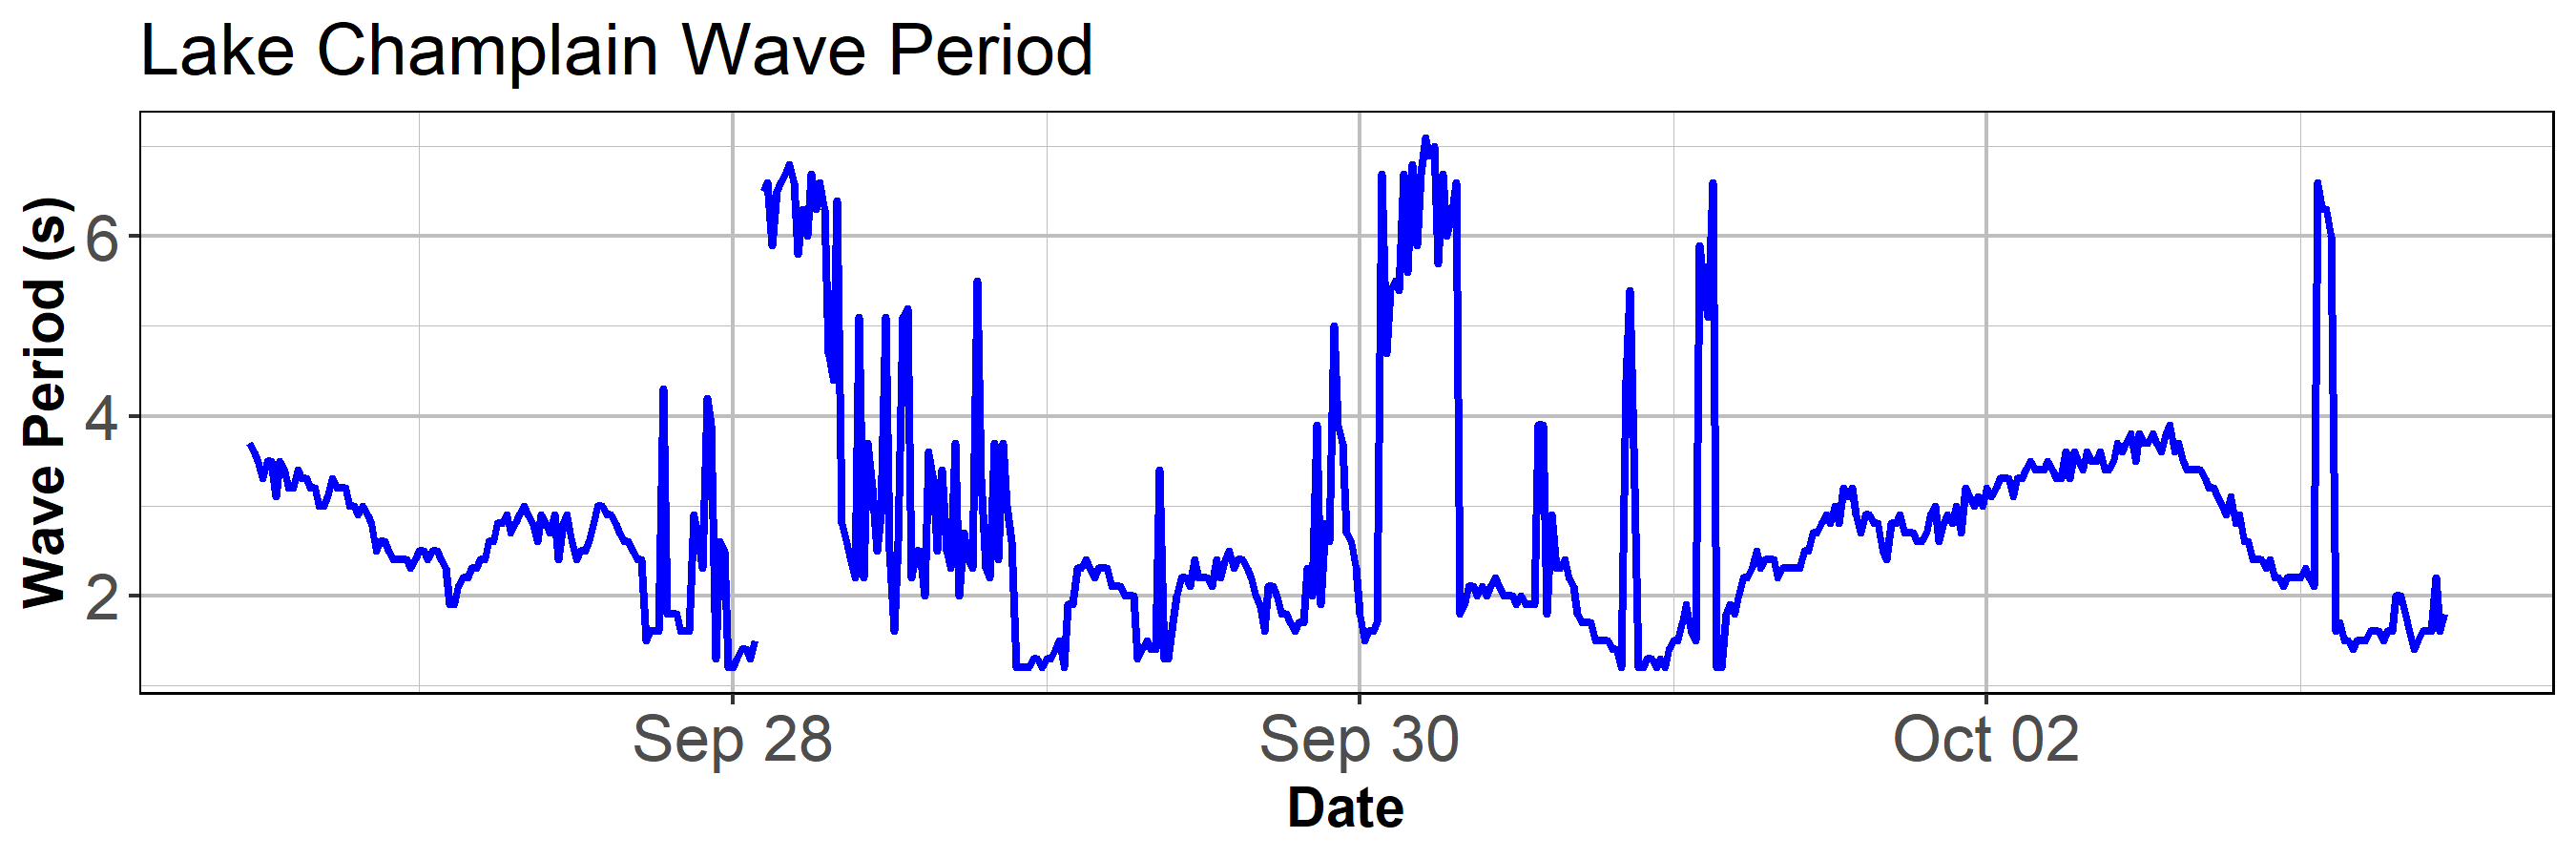 Lake Champlain Wave Period
Wave Period (s)
6
4
2
Sep 28
Sep 30
Oct 02
Date